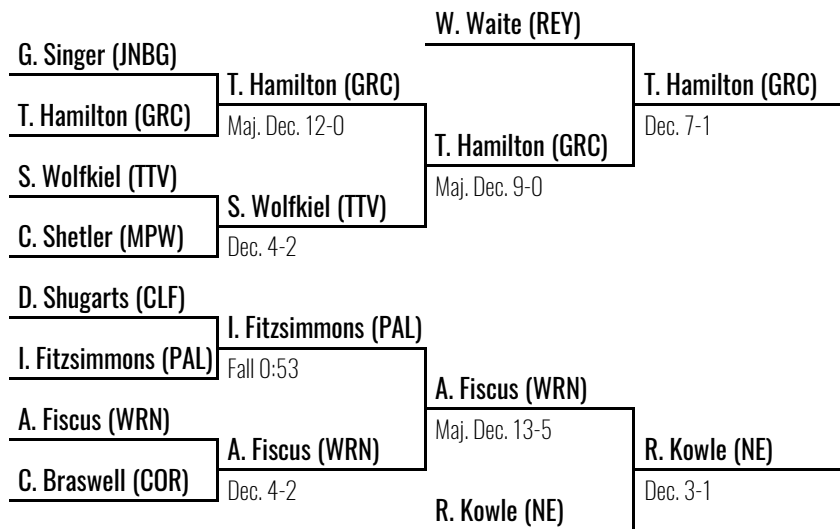 W. Waite (REY)
G. Singer (JNBG)
T. Hamilton (GRC)
T. Hamilton (GRC)
T. Hamilton (GRC)
Maj. Dec. 12-0
Dec. 7-1
T. Hamilton (GRC)
S. Wolfkiel (TTV)
Maj. Dec. 9-0
S. Wolfkiel (TTV)
C. Shetler (MPW)
Dec. 4-2
D. Shugarts (CLF)
I. Fitzsimmons (PAL)
I. Fitzsimmons (PAL)
Fall 0:53
A. Fiscus (WRN)
A. Fiscus (WRN)
Maj. Dec. 13-5
A. Fiscus (WRN)
R. Kowle (NE)
C. Braswell (COR)
Dec. 4-2
Dec. 3-1
R. Kowle (NE)